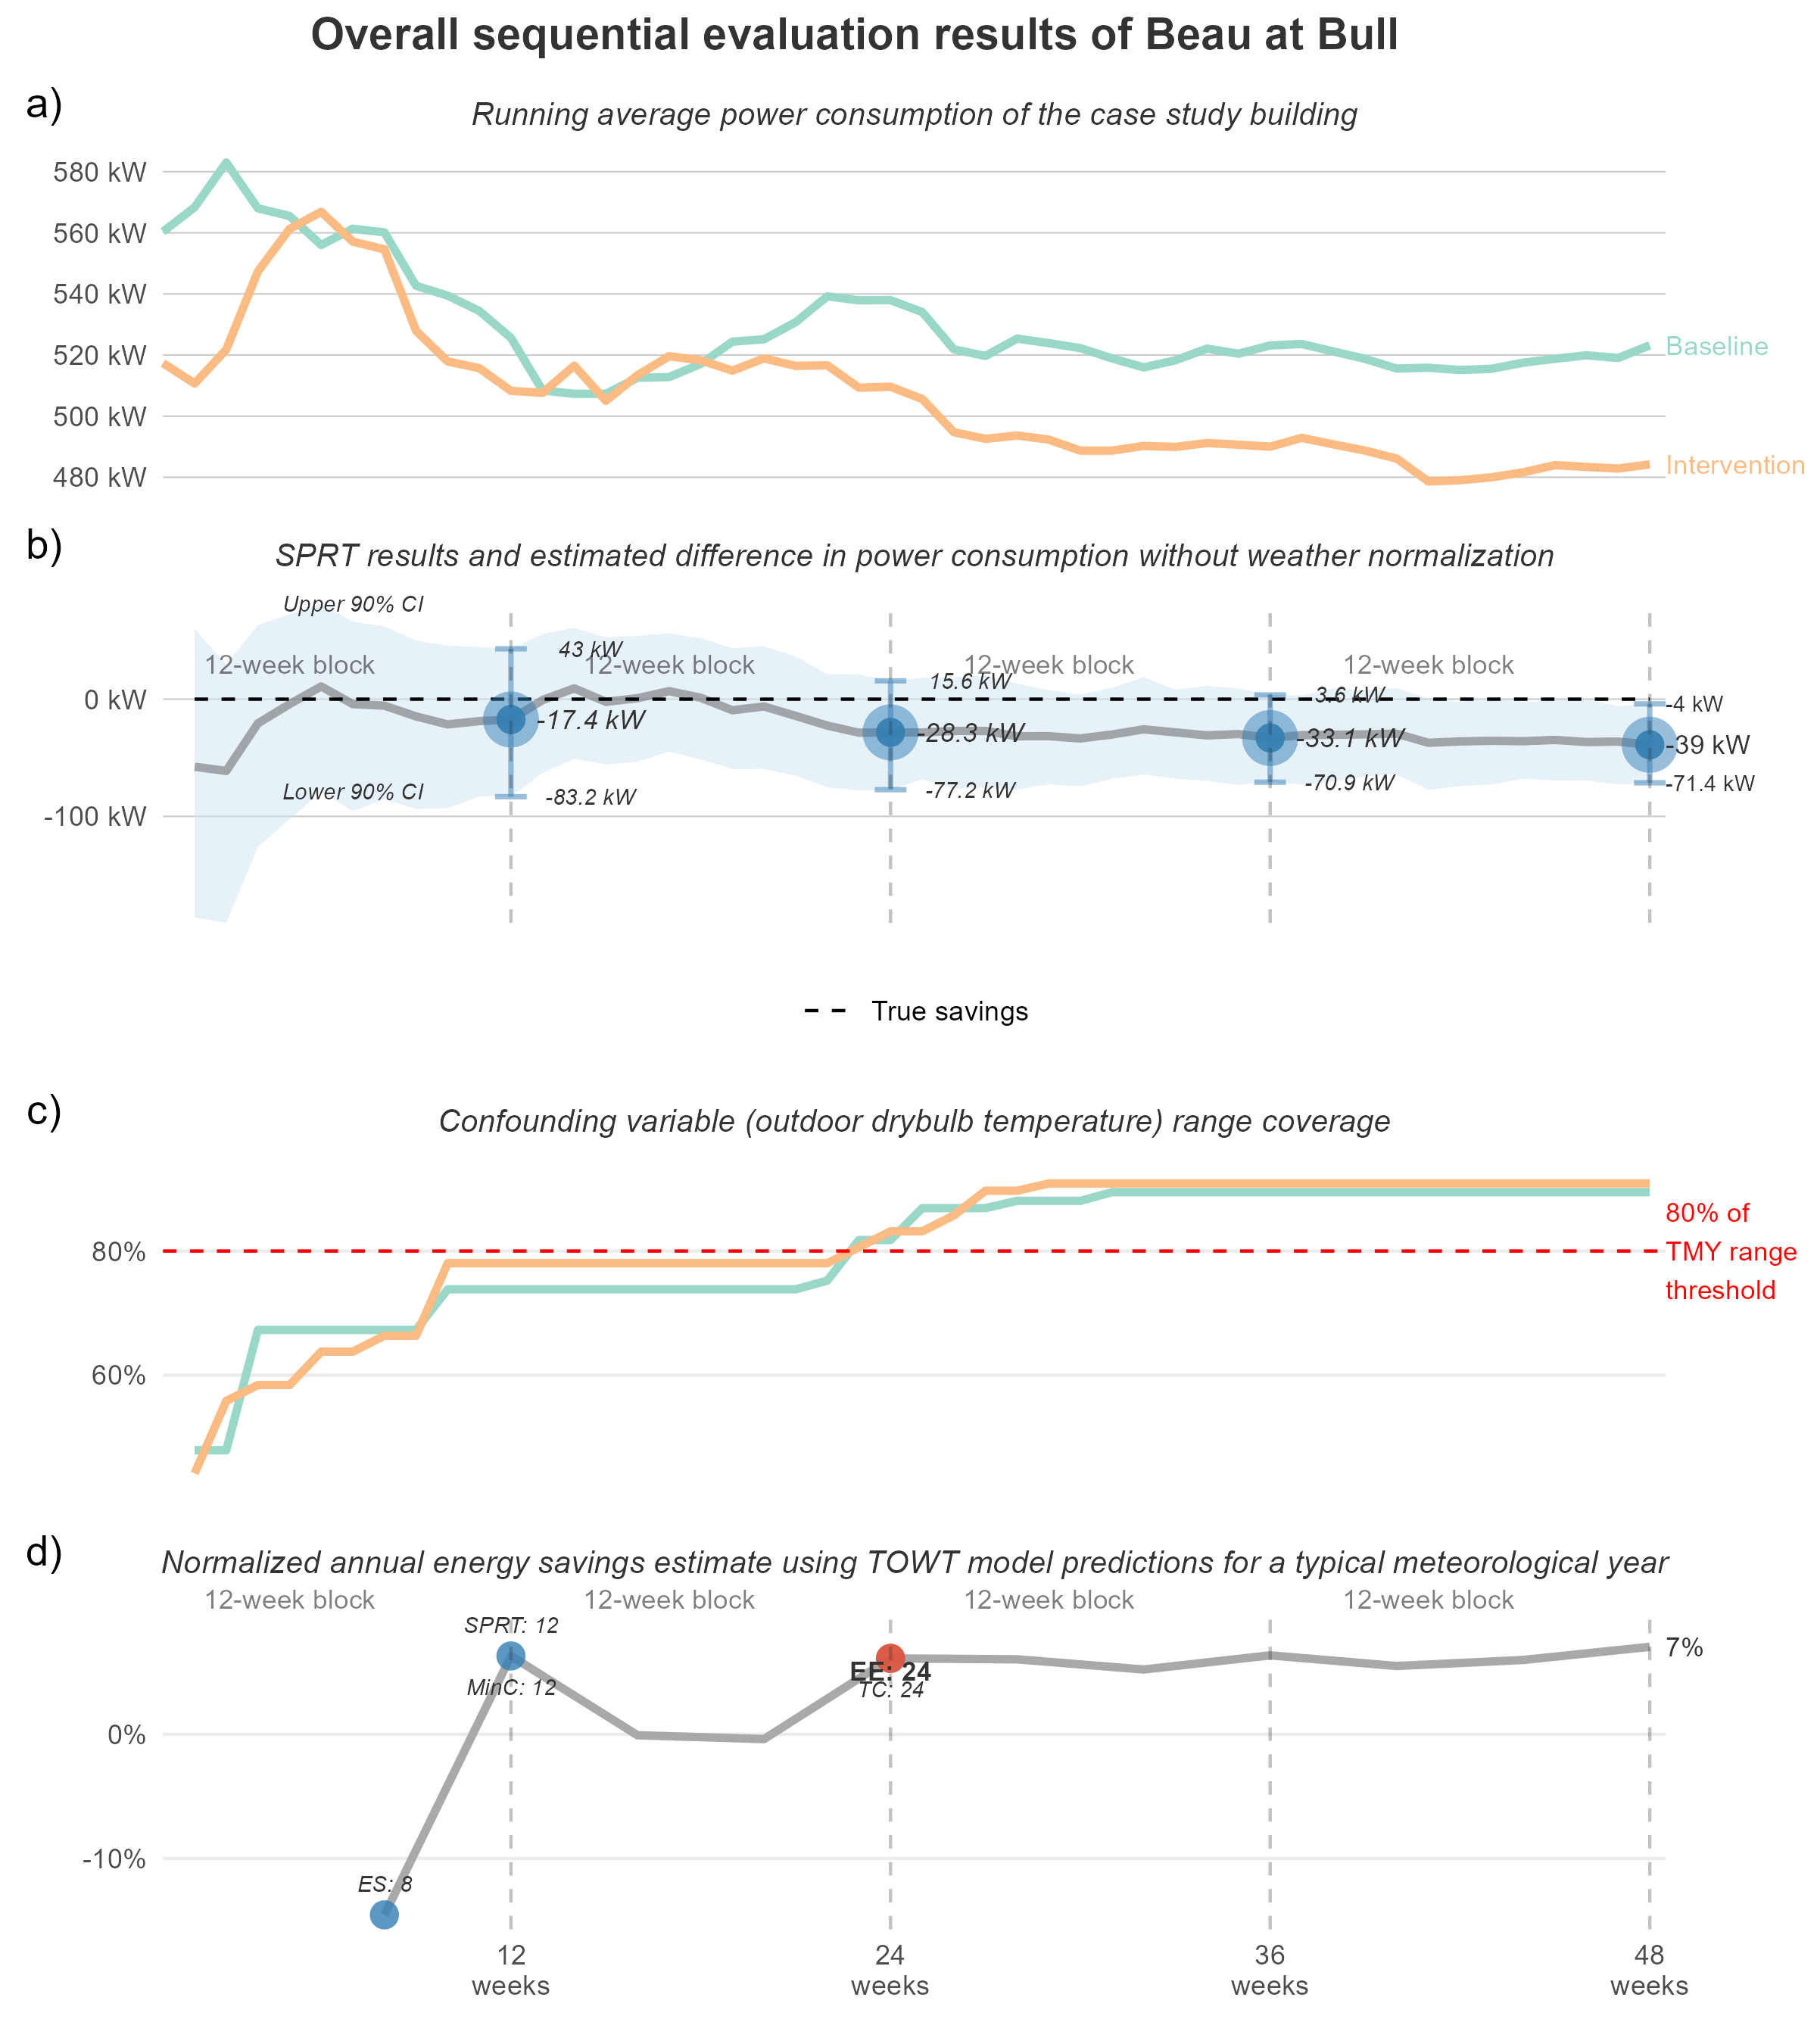 Overall sequential evaluation results of Beau at Bull
a)
Running average power consumption of the case study building
580 kW
560 kW
540 kW
520 kW
500 kW
480 kW
Baseline
Intervention
b)
SPRT results and estimated difference in power consumption without weather normalization
Upper 90% CI
12-week block
12-week block
12-week block
12-week block
43 kW
15.6 kW
3.6 kW
-4 kW
0 kW
-17.4 kW
-28.3 kW
-33.1 kW
-39 kW
Lower 90% CI
-83.2 kW
-77.2 kW
-70.9 kW
-71.4 kW
-100 kW
True savings
c)
Confounding variable (outdoor drybulb temperature) range coverage
80%
60%
80% of
TMY range
threshold
d)
Normalized annual energy savings estimate using TOWT model predictions for a typical meteorological year
12-week block
12-week block
12-week block
12-week block
SPRT: 12
MinC: 12
EE: 24
TC: 24
7%
0%
-10%
ES: 8
12
weeks
24
weeks
36
weeks
48
weeks